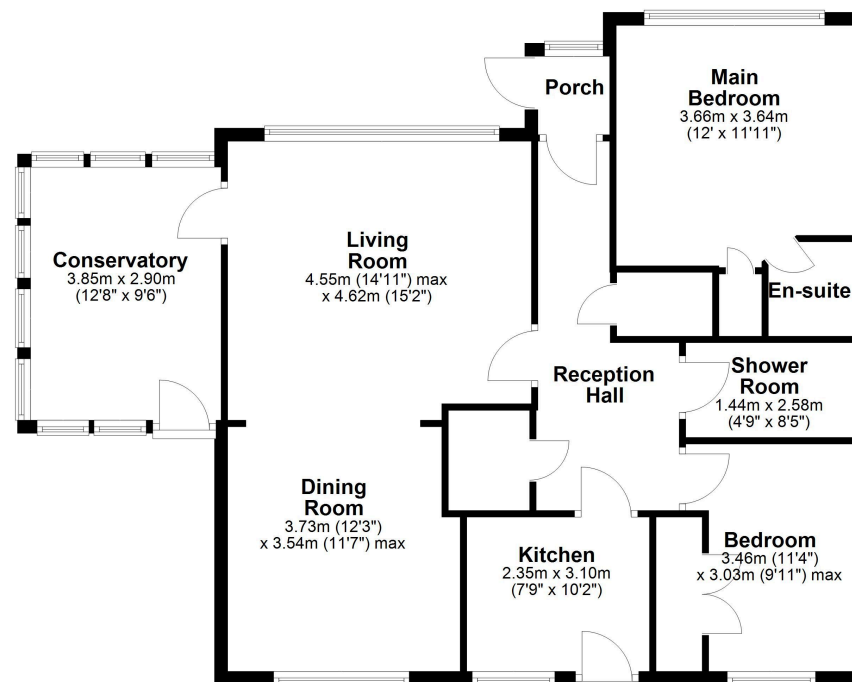 Porch
Main
Bedroom
3.66m x 3.64m
(12' x 11'11")
Conservatory
3.85m x 2.90m
(12'8" x 9'6")
Living
Room
4.55m (14'11") max
x 4.62m (15'2")
En-suite
Reception
Hall
Shower
Room
1.44m x 2.58m
(4'9" x 8'5")
Dining
Room
3.73m (12'3")
x 3.54m (11'7") max
Kitchen
2.35m x 3.10m
(7'9" x 10'2")
Bedroom
3.46m (11'4")
x 3.03m (9'11") max